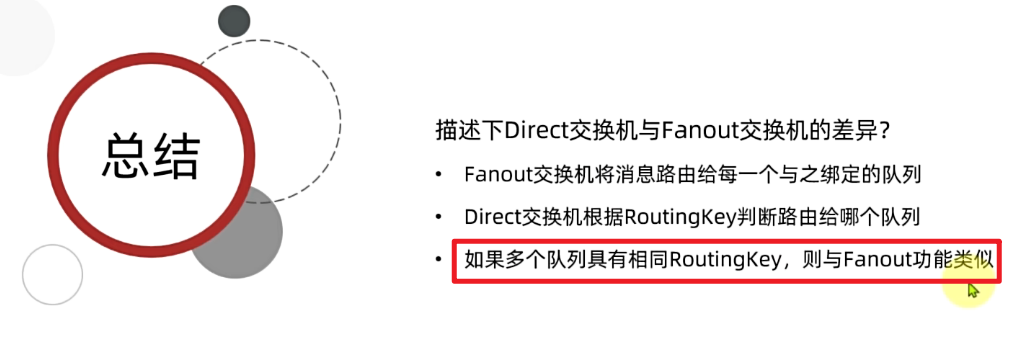 总结
描述下Direct交换机与Fanout交换机的差异？
• Fanout交换机将消息路由给每一个与之绑定的队列
• Direct交换机根据RoutingKey判断路由给哪个队列
• 如果多个队列具有相同RoutingKey，则与Fanout功能类似